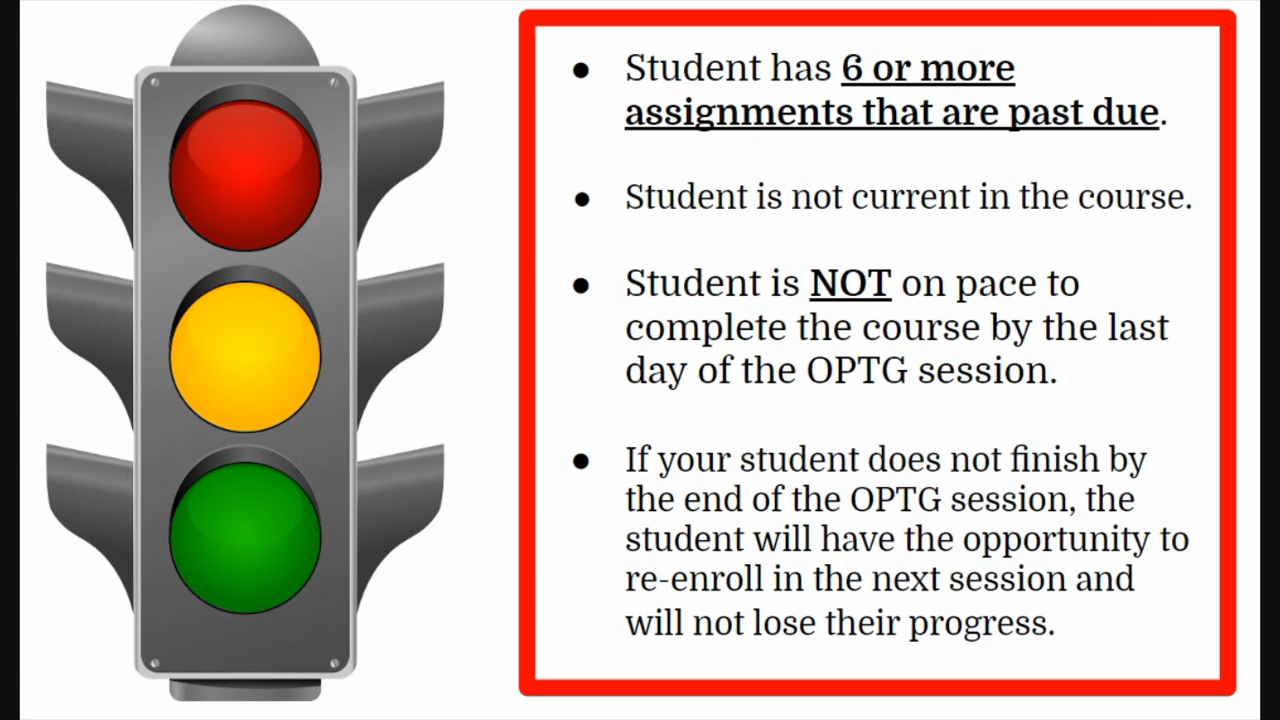 ● Student has 6 or more
assignments that are past due.
● Student is not current in the course.
● Student is NOT on pace to
complete the course by the last
day of the OPTG session.
● If your student does not finish by
the end of the OPTG session, the
student will have the opportunity to
re-enroll in the next session and
will not lose their progress.